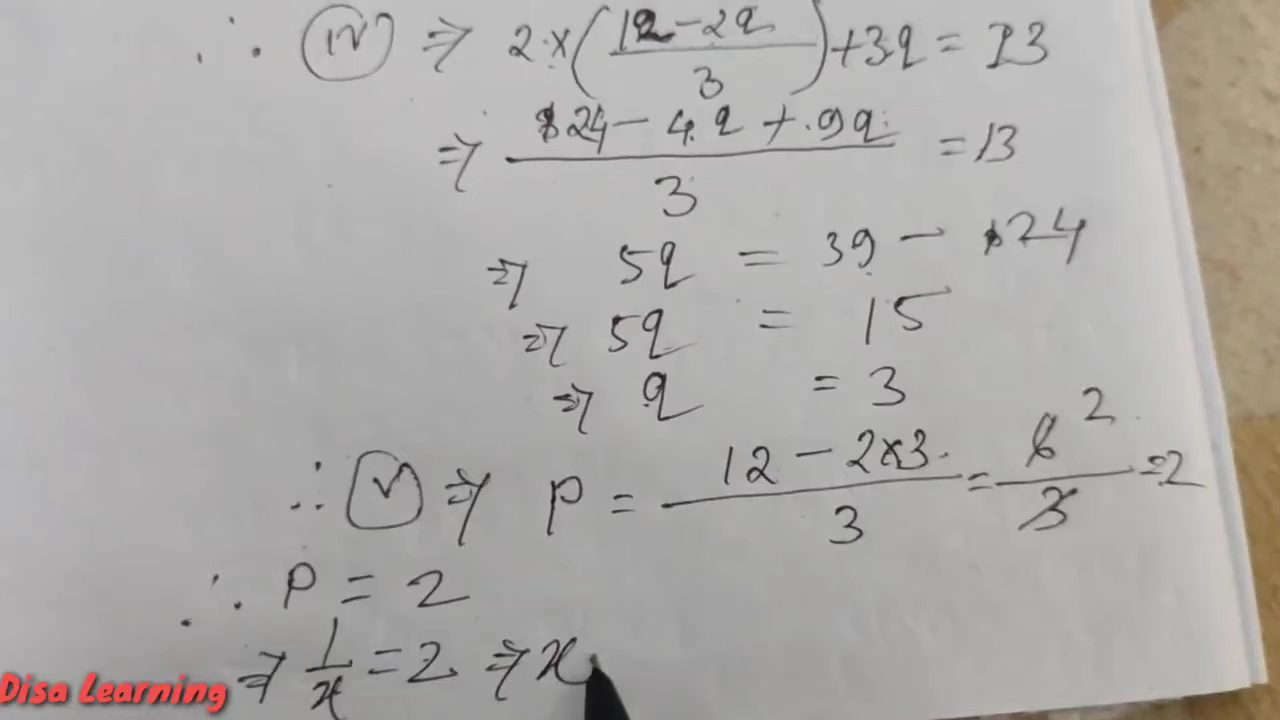 ∴ (IV) ⇒ 2×(12−2q/3)+3q = 13
⇒ 24−4q+9q/3 = 13
⇒ 5q = 39 − 24
⇒ 5q = 15
⇒ q = 3
∴ (V) ⇒ p = 12−2×3/3 = 6/3 2 = 2
∴ p = 2
⇒ 1/x = 2 ⇒ x
Disa Learning